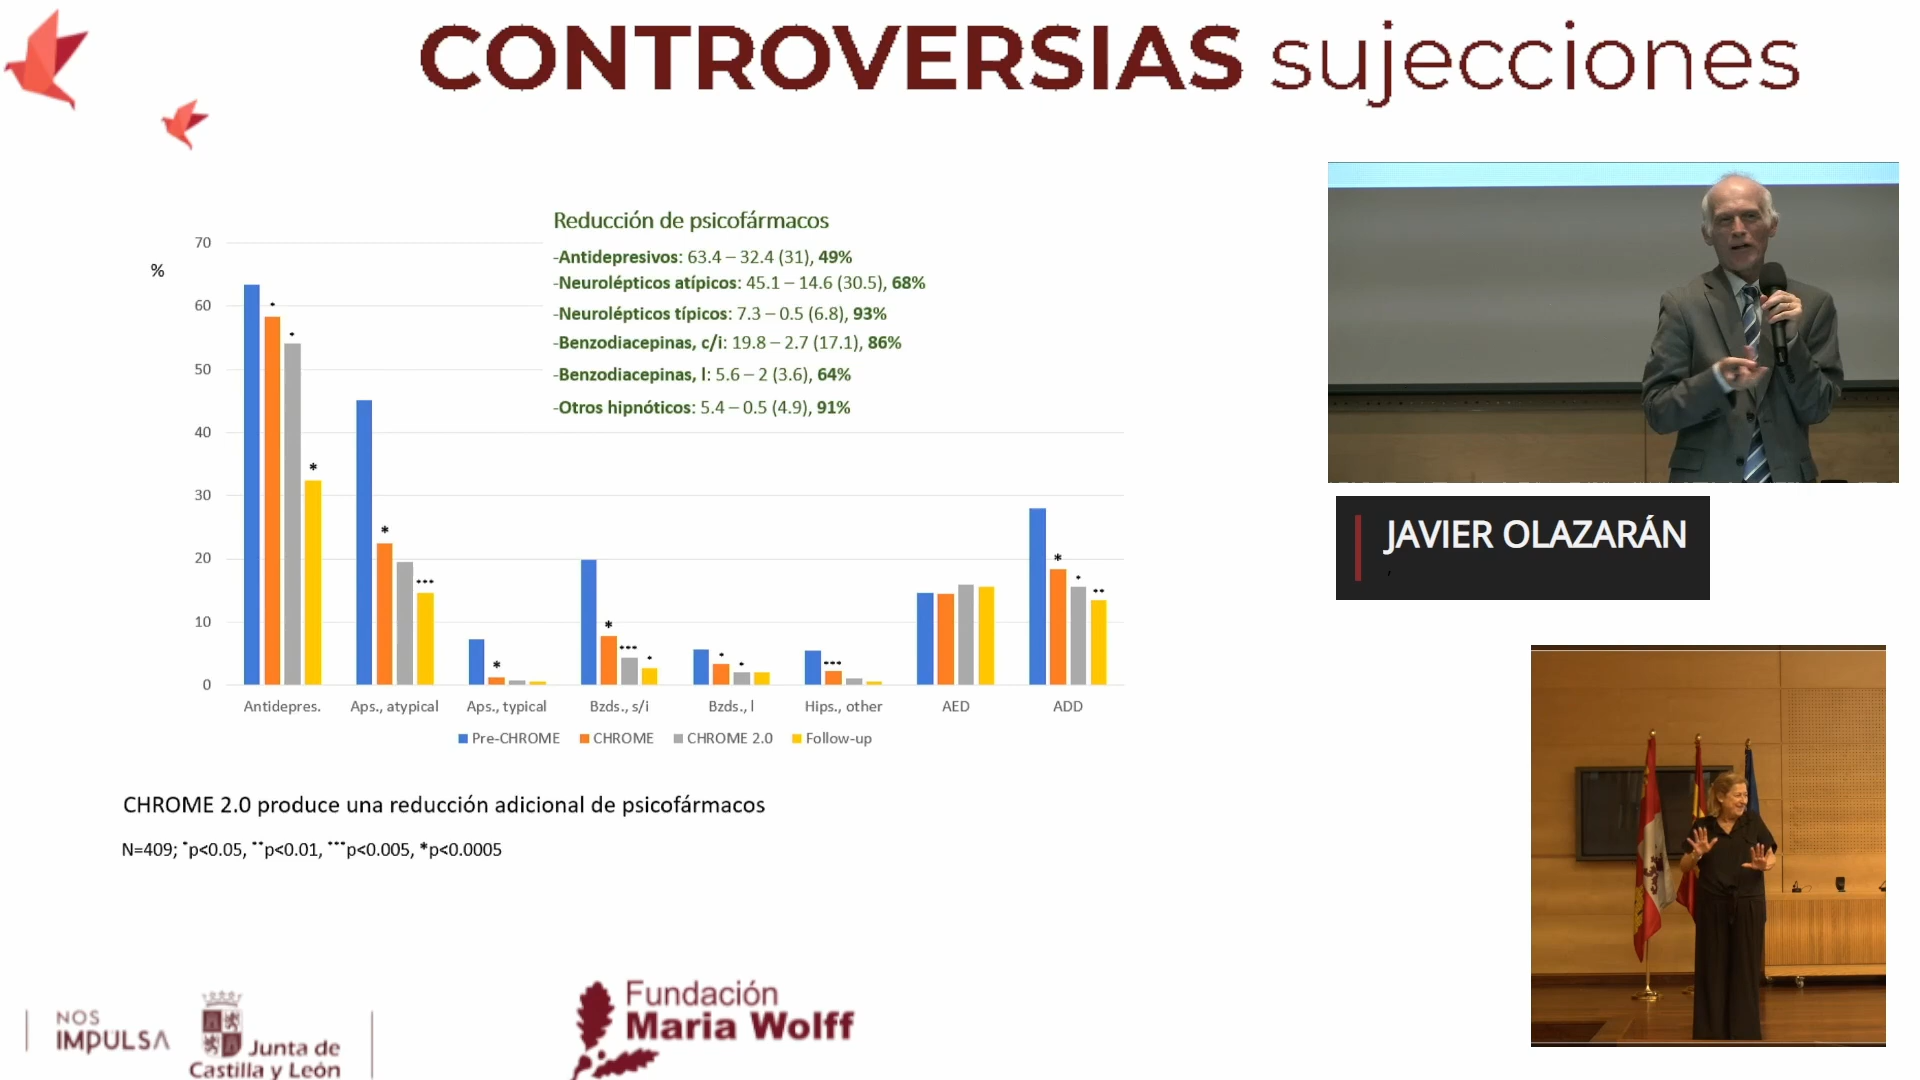 CONTROVERSIAS sujecciones
Reducción de psicofármacos
-Antidepresivos: 63.4 – 32.4 (31), 49%
-Neurolépticos atípicos: 45.1 – 14.6 (30.5), 68%
-Neurolépticos típicos: 7.3 – 0.5 (6.8), 93%
-Benzodiacepinas, c/i: 19.8 – 2.7 (17.1), 86%
-Benzodiacepinas, l: 5.6 – 2 (3.6), 64%
-Otros hipnóticos: 5.4 – 0.5 (4.9), 91%
%
70
60
50
40
30
20
10
0
Antidepres. Aps., atypical Aps., typical Bzds., s/i Bzds., l Hips., other AED ADD
Pre-CHROME CHROME CHROME 2.0 Follow-up
CHROME 2.0 produce una reducción adicional de psicofármacos
N=409; *p<0.05, **p<0.01, ***p<0.005, *p<0.0005
JAVIER OLAZARÁN
,
NOS
IMPULSA
Junta de
Castilla y León
Fundación
Maria Wolff